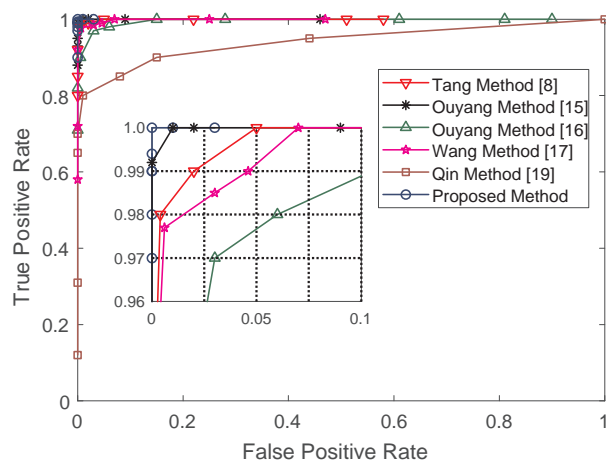 True Positive Rate
1
0.8
0.6
0.4
0.2
0
0
0.2
0.4
0.6
0.8
1
False Positive Rate
Tang Method [8]
Ouyang Method [15]
Ouyang Method [16]
Wang Method [17]
Qin Method [19]
Proposed Method
1.0
0.99
0.98
0.97
0.96
0
0.05
0.1